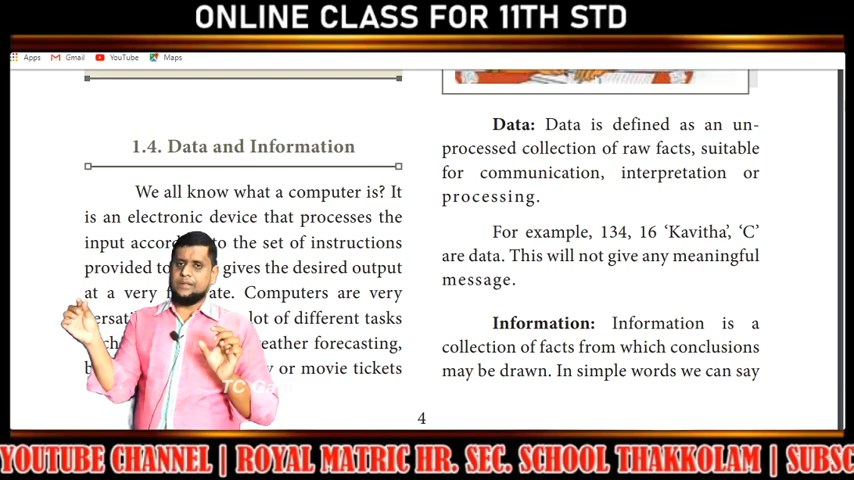 ONLINE CLASS FOR 11TH STD
Apps Gmail YouTube Maps
1.4. Data and Information
We all know what a computer is? It
is an electronic device that processes the
input to the set of instructions
provided gives the desired output
at a very Computers are very
lot of different tasks
forecasting,
or movie tickets
Data: Data is defined as an un-
processed collection of raw facts, suitable
for communication, interpretation or
processing.
For example, 134, 16 ‘Kavitha’, ‘C’
are data. This will not give any meaningful
message.
Information: Information is a
collection of facts from which conclusions
may be drawn. In simple words we can say
4
TC
YOUTUBE CHANNEL | ROYAL MATRIC HR. SEC. SCHOOL THAKKOLAM |